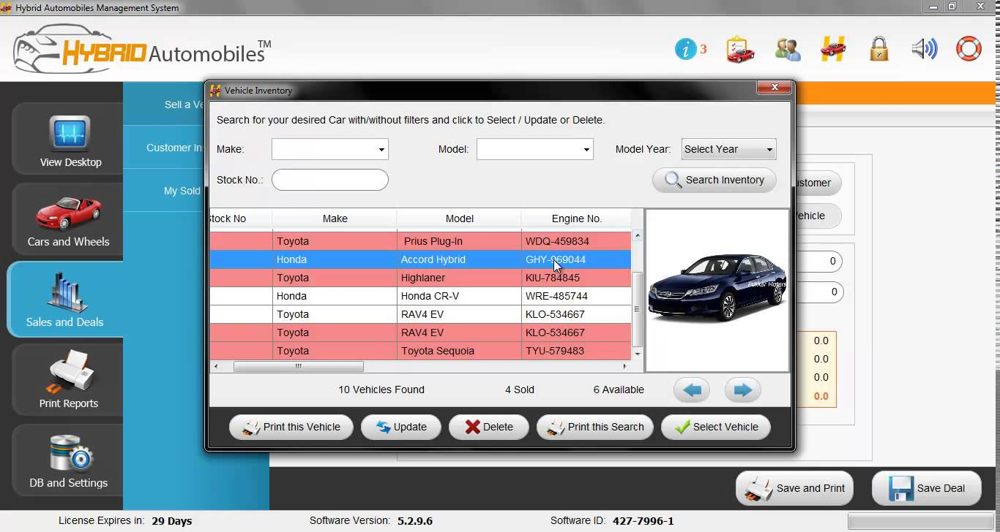 Hybrid Automobiles Management System
HYBRID Automobiles™
3
View Desktop
Cars and Wheels
Sales and Deals
Print Reports
DB and Settings
Sell a Ve
Customer In
My Sold
Vehicle Inventory
Search for your desired Car with/without filters and click to Select / Update or Delete.
Make: Model: Model Year: Select Year
Stock No.: Search Inventory
Stock No Make Model Engine No.
Toyota Prius Plug-In WDQ-459834
Honda Accord Hybrid GHY-969044
Toyota Highlaner KIU-784845
Honda Honda CR-V WRE-485744
Toyota RAV4 EV KLO-534667
Toyota RAV4 EV KLO-534667
Toyota Toyota Sequoia TYU-579483
Pukkar Motors
10 Vehicles Found 4 Sold 6 Available
Print this Vehicle Update Delete Print this Search Select Vehicle
ustomer
ehicle
0
0
0.0
0.0
0.0
0.0
Save and Print Save Deal
License Expires in: 29 Days Software Version: 5.2.9.6 Software ID: 427-7996-1